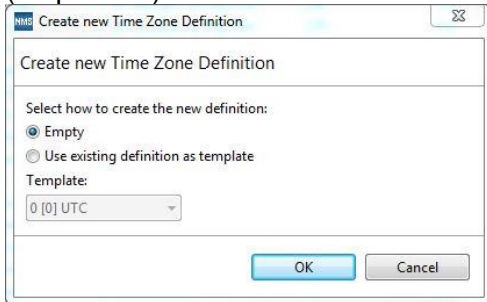 NMS Create new Time Zone Definition
Create new Time Zone Definition
Select how to create the new definition:
Empty
Use existing definition as template
Template:
0 [0] UTC
OK Cancel